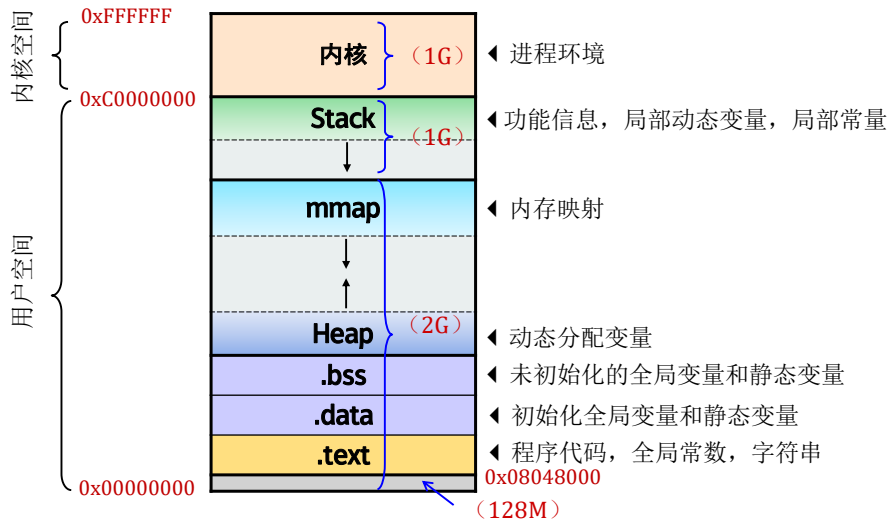 0xFFFFFF
内核空间
内核 (1G)
进程环境
0xC0000000
Stack
(1G)
功能信息，局部动态变量，局部常量
mmap
内存映射
用户空间
(2G)
Heap
动态分配变量
.bss
未初始化的全局变量和静态变量
.data
初始化全局变量和静态变量
.text
程序代码，全局常数，字符串
0x00000000
0x08048000
(128M)